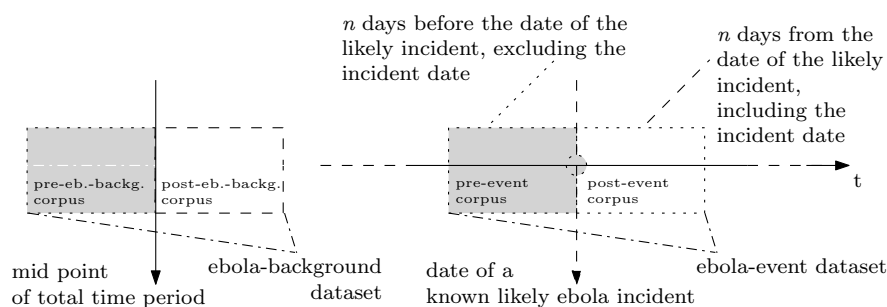 n days before the date of the
likely incident, excluding the
incident date
n days from the
date of the likely
incident,
including the
incident date
pre-eb.-backg.
corpus
post-eb.-backg.
corpus
pre-event
corpus
post-event
corpus
t
mid point
of total time period
ebola-background
dataset
date of a
known likely ebola incident
ebola-event dataset